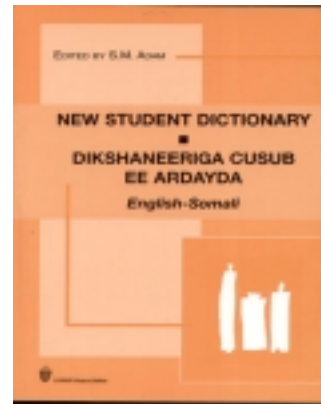 EDITED BY S.M. ADAM
NEW STUDENT DICTIONARY
DIKSHANEERIGA CUSUB
EE ARDAYDA
English-Somali